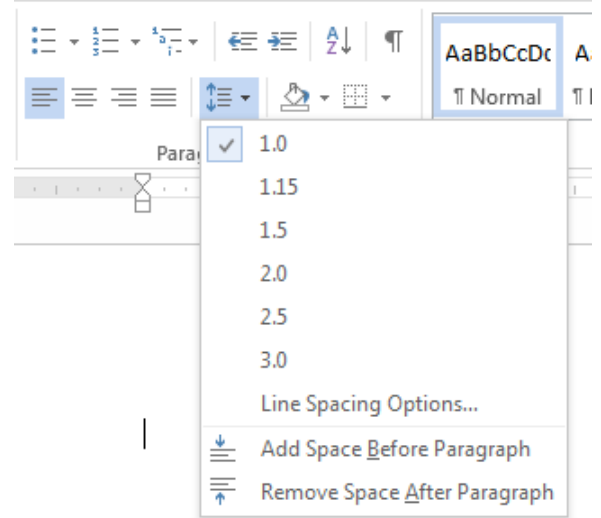 AaBbCcDc A
¶ Normal ¶
Para
1.0
1.15
1.5
2.0
2.5
3.0
Line Spacing Options...
Add Space Before Paragraph
Remove Space After Paragraph